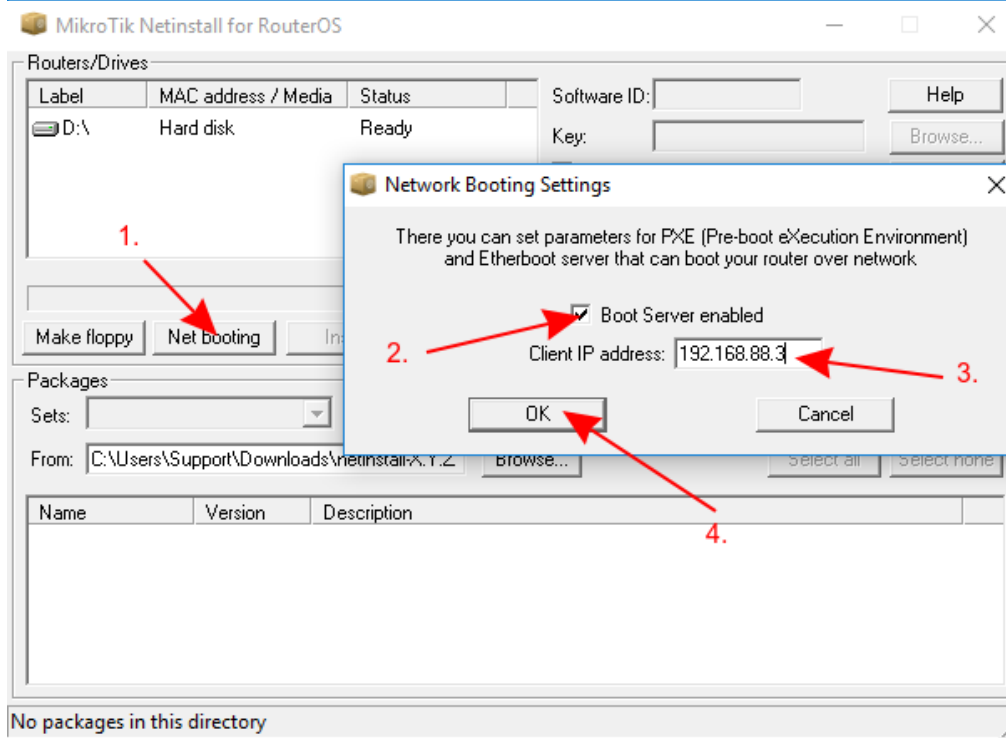 MikroTik Netinstall for RouterOS
Routers/Drives
Label MAC address / Media Status
D:\ Hard disk Ready
Software ID: Help
Key: Browse...
Network Booting Settings
There you can set parameters for PXE (Pre-boot eXecution Environment)
and Etherboot server that can boot your router over network
1.
Boot Server enabled
2.
Client IP address: 192.168.88.3
3.
Make floppy Net booting
OK Cancel
4.
Packages
Sets:
From: C:\Users\Support\Downloads\netinstall-X.Y.Z Browse... Select all Select none
Name Version Description
No packages in this directory